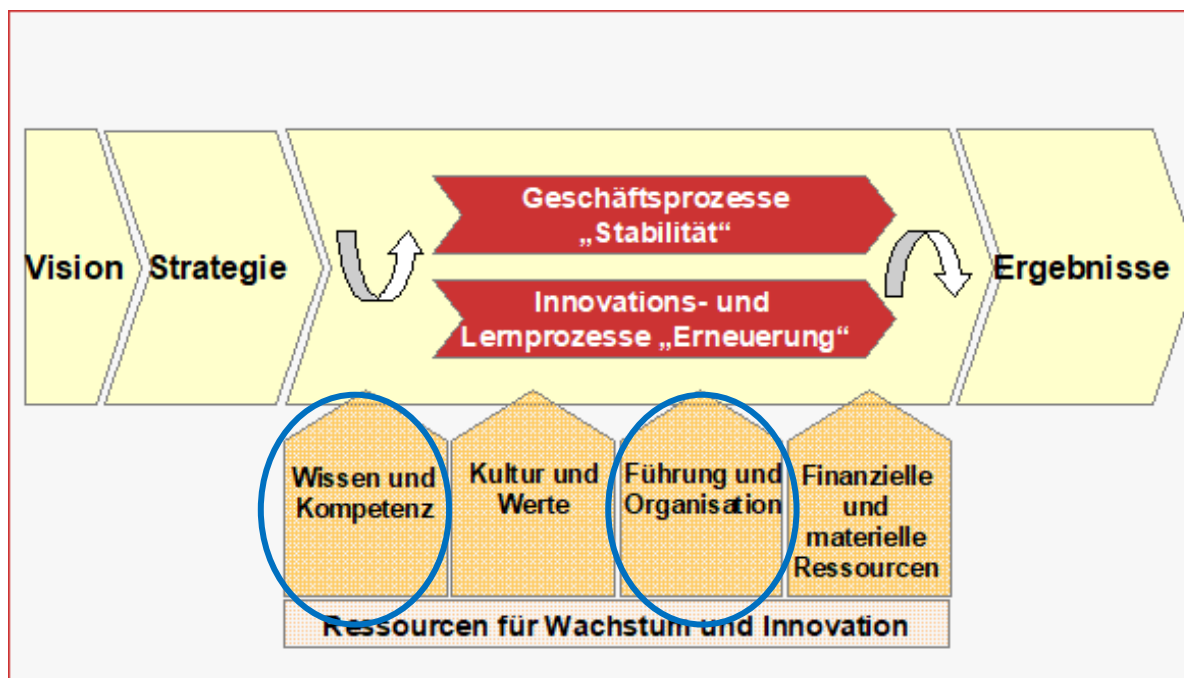 Geschäftsprozesse
„Stabilität“
Vision
Strategie
Ergebnisse
Innovations- und
Lernprozesse „Erneuerung“
Wissen und
Kompetenz
Kultur und
Werte
Führung und
Organisation
Finanzielle
und
materielle
Ressourcen
Ressourcen für Wachstum und Innovation